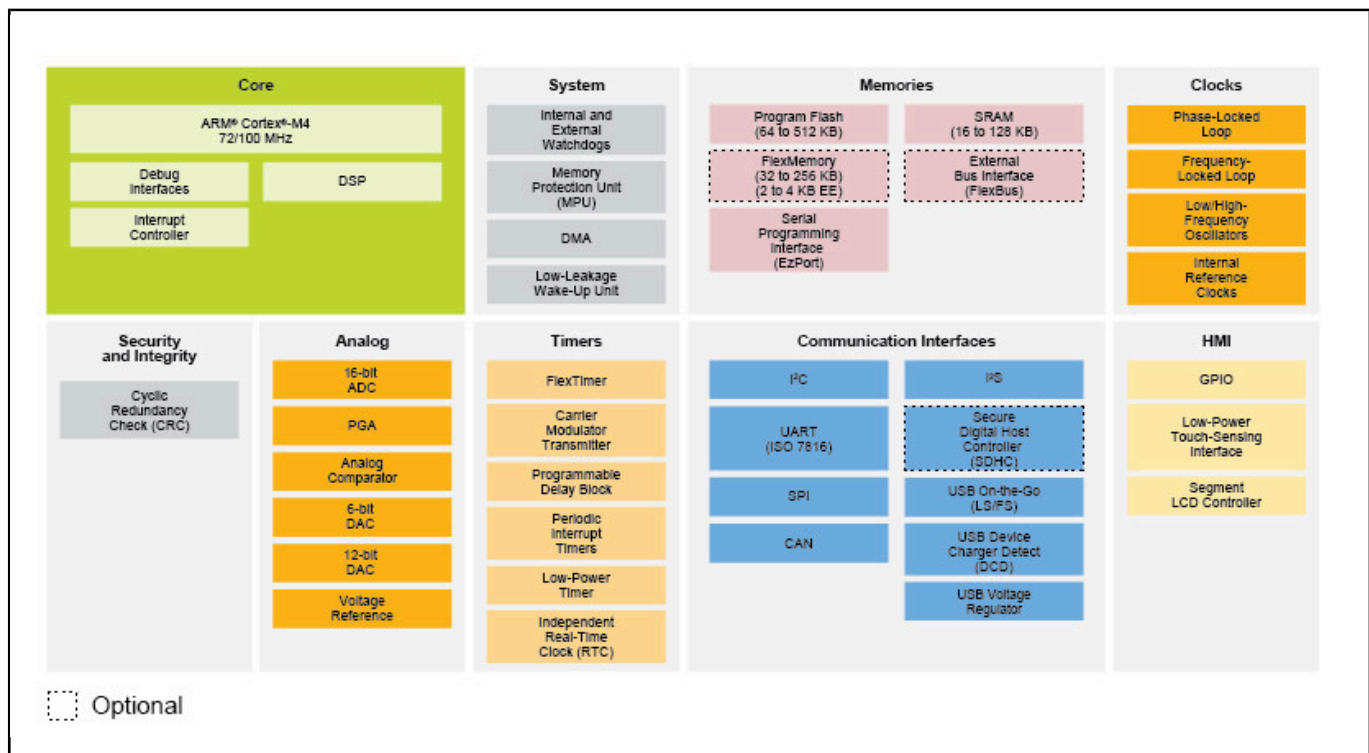 Core
ARM® Cortex®-M4
72/100 MHz
Debug
Interfaces
DSP
Interrupt
Controller
System
Internal and
External
Watchdogs
Memory
Protection Unit
(MPU)
DMA
Low-Leakage
Wake-Up Unit
Memories
Program Flash
(64 to 512 KB)
SRAM
(16 to 128 KB)
FlexMemory
(32 to 256 KB)
(2 to 4 KB EE)
External
Bus Interface
(FlexBus)
Serial
Programming
Interface
(EzPort)
Clocks
Phase-Locked
Loop
Frequency-
Locked Loop
Low/High-
Frequency
Oscillators
Internal
Reference
Clocks
Security
and Integrity
Cyclic
Redundancy
Check (CRC)
Analog
16-bit
ADC
PGA
Analog
Comparator
6-bit
DAC
12-bit
DAC
Voltage
Reference
Timers
FlexTimer
Carrier
Modulator
Transmitter
Programmable
Delay Block
Periodic
Interrupt
Timers
Low-Power
Timer
Independent
Real-Time
Clock (RTC)
Communication Interfaces
I²C
I²S
UART
(ISO 7816)
Secure
Digital Host
Controller
(SDHC)
SPI
USB On-the-Go
(LS/FS)
CAN
USB Device
Charger Detect
(DCD)
USB Voltage
Regulator
HMI
GPIO
Low-Power
Touch-Sensing
Interface
Segment
LCD Controller
Optional